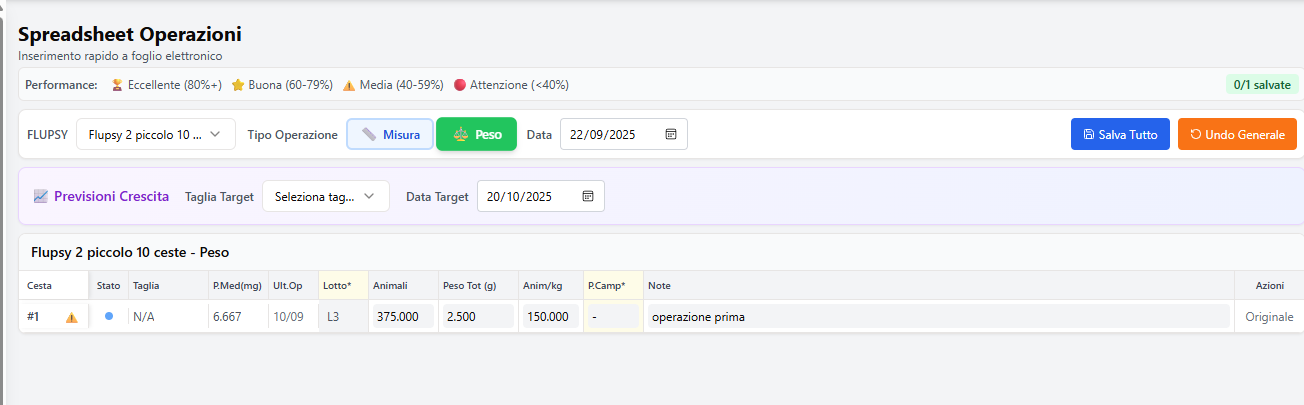 Spreadsheet Operazioni
Inserimento rapido a foglio elettronico
Performance: Eccellente (80%+) Buona (60-79%) Media (40-59%) Attenzione (<40%) 0/1 salvate
FLUPSY Flupsy 2 piccolo 10 ... Tipo Operazione Misura Peso Data 22/09/2025 Salva Tutto Undo Generale
Previsioni Crescita Taglia Target Seleziona tag... Data Target 20/10/2025
Flupsy 2 piccolo 10 ceste - Peso
Cesta Stato Taglia P.Med(mg) Ult.Op Lotto* Animali Peso Tot (g) Anim/kg P.Camp* Note Azioni
#1 N/A 6.667 10/09 L3 375.000 2.500 150.000 - operazione prima Originale